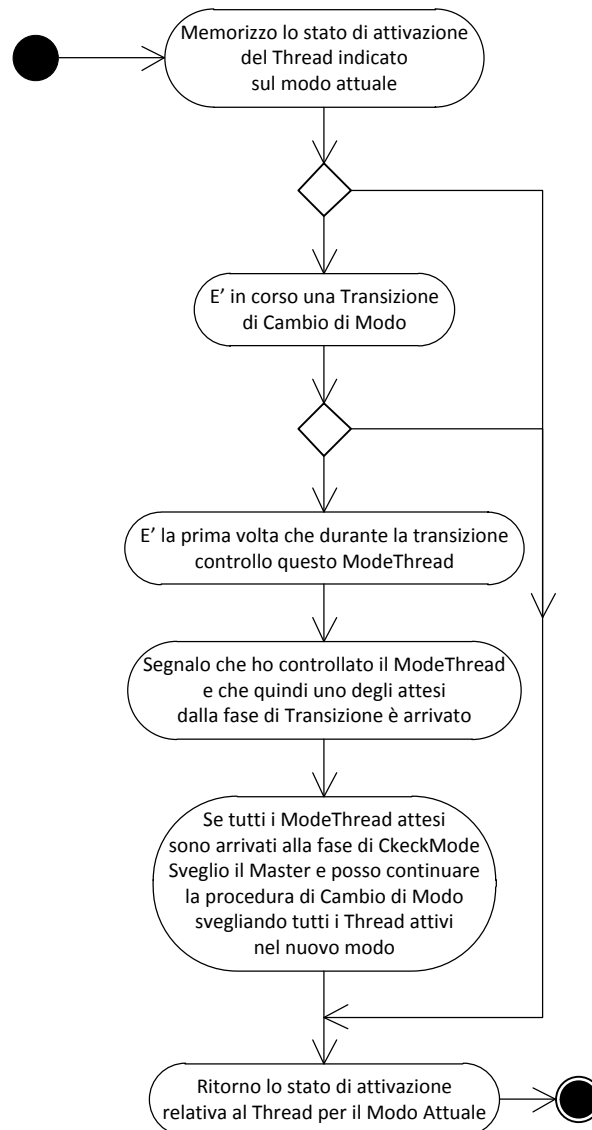 Memorizzo lo stato di attivazione
del Thread indicato
sul modo attuale
E’ in corso una Transizione
di Cambio di Modo
E’ la prima volta che durante la transizione
controllo questo ModeThread
Segnalo che ho controllato il ModeThread
e che quindi uno degli attesi
dalla fase di Transizione è arrivato
Se tutti i ModeThread attesi
sono arrivati alla fase di CkeckMode
Sveglio il Master e posso continuare
la procedura di Cambio di Modo
svegliando tutti i Thread attivi
nel nuovo modo
Ritorno lo stato di attivazione
relativa al Thread per il Modo Attuale